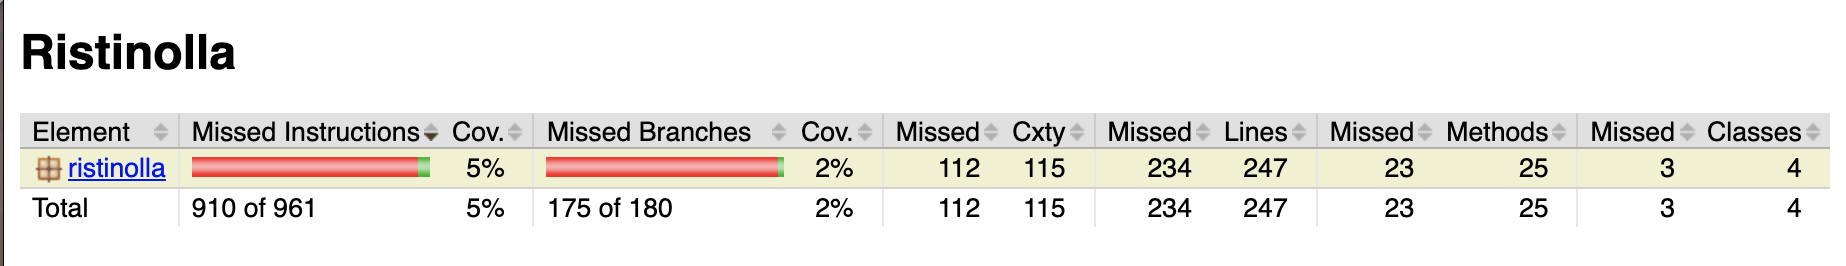 Ristinolla
Element Missed Instructions Cov. Missed Branches Cov. Missed Cxty Missed Lines Missed Methods Missed Classes
ristinolla 5% 2% 112 115 234 247 23 25 3 4
Total 910 of 961 5% 175 of 180 2% 112 115 234 247 23 25 3 4